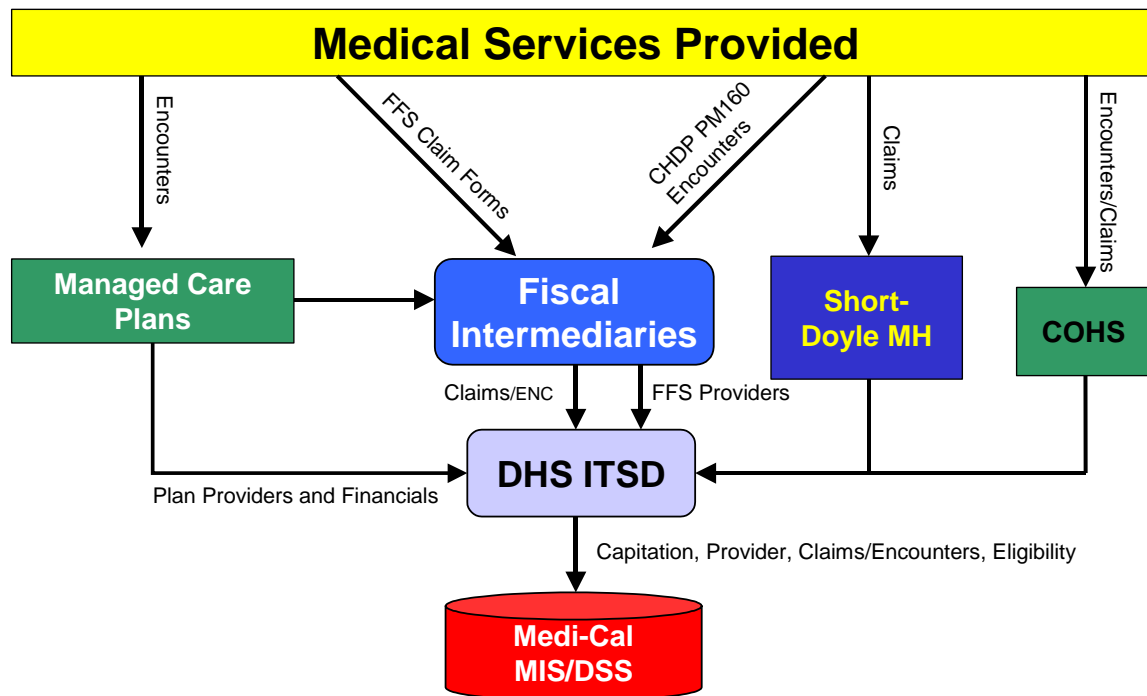 Medical Services Provided
Encounters
FFS Claim Forms
CHDP PM160
Encounters
Claims
Encounters/Claims
Managed Care
Plans
Fiscal
Intermediaries
Short-
Doyle MH
COHS
Claims/ENC
FFS Providers
DHS ITSD
Plan Providers and Financials
Capitation, Provider, Claims/Encounters, Eligibility
Medi-Cal
MIS/DSS